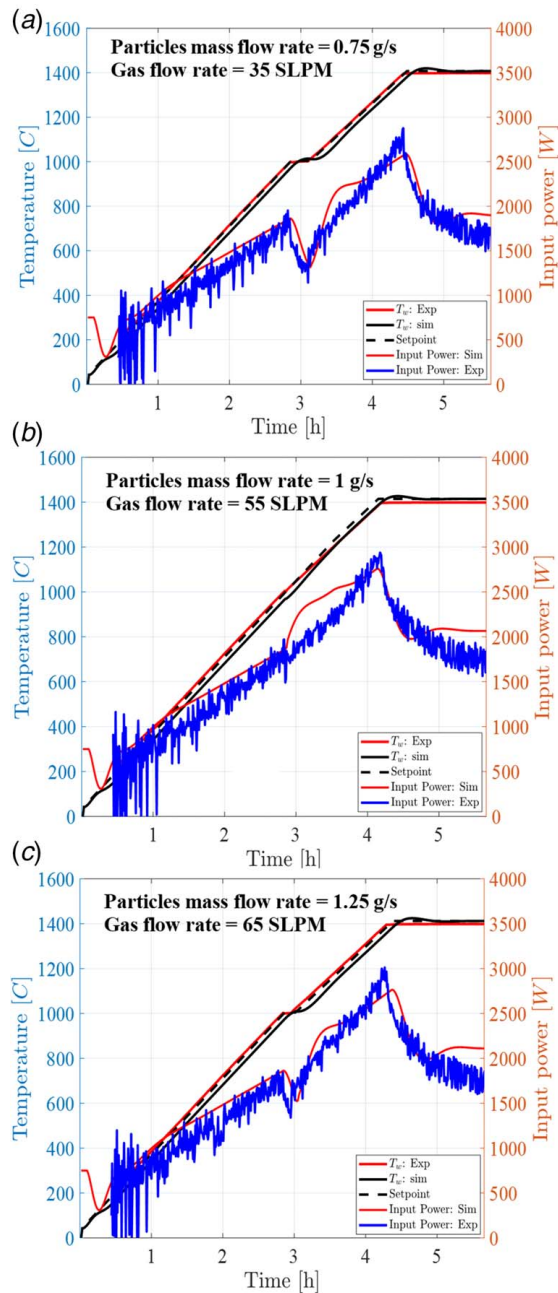 (a)
Particles mass flow rate = 0.75 g/s
Gas flow rate = 35 SLPM
Temperature [C]
Input power [W]
1600
1400
1200
1000
800
600
400
200
0
4000
3500
3000
2500
2000
1500
1000
500
0
T_w: Exp
T_w: sim
Setpoint
Input Power: Sim
Input Power: Exp
1 2 3 4 5
Time [h]
(b)
Particles mass flow rate = 1 g/s
Gas flow rate = 55 SLPM
Temperature [C]
Input power [W]
1600
1400
1200
1000
800
600
400
200
0
4000
3500
3000
2500
2000
1500
1000
500
0
T_w: Exp
T_w: sim
Setpoint
Input Power: Sim
Input Power: Exp
1 2 3 4 5
Time [h]
(c)
Particles mass flow rate = 1.25 g/s
Gas flow rate = 65 SLPM
Temperature [C]
Input power [W]
1600
1400
1200
1000
800
600
400
200
0
4000
3500
3000
2500
2000
1500
1000
500
0
T_w: Exp
T_w: sim
Setpoint
Input Power: Sim
Input Power: Exp
1 2 3 4 5
Time [h]